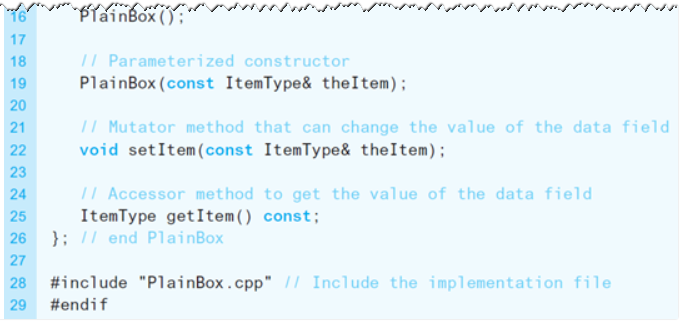 16 PlainBox();
17
18 // Parameterized constructor
19 PlainBox(const ItemType& theItem);
20
21 // Mutator method that can change the value of the data field
22 void setItem(const ItemType& theItem);
23
24 // Accessor method to get the value of the data field
25 ItemType getItem() const;
26 }; // end PlainBox
27
28 #include "PlainBox.cpp" // Include the implementation file
29 #endif